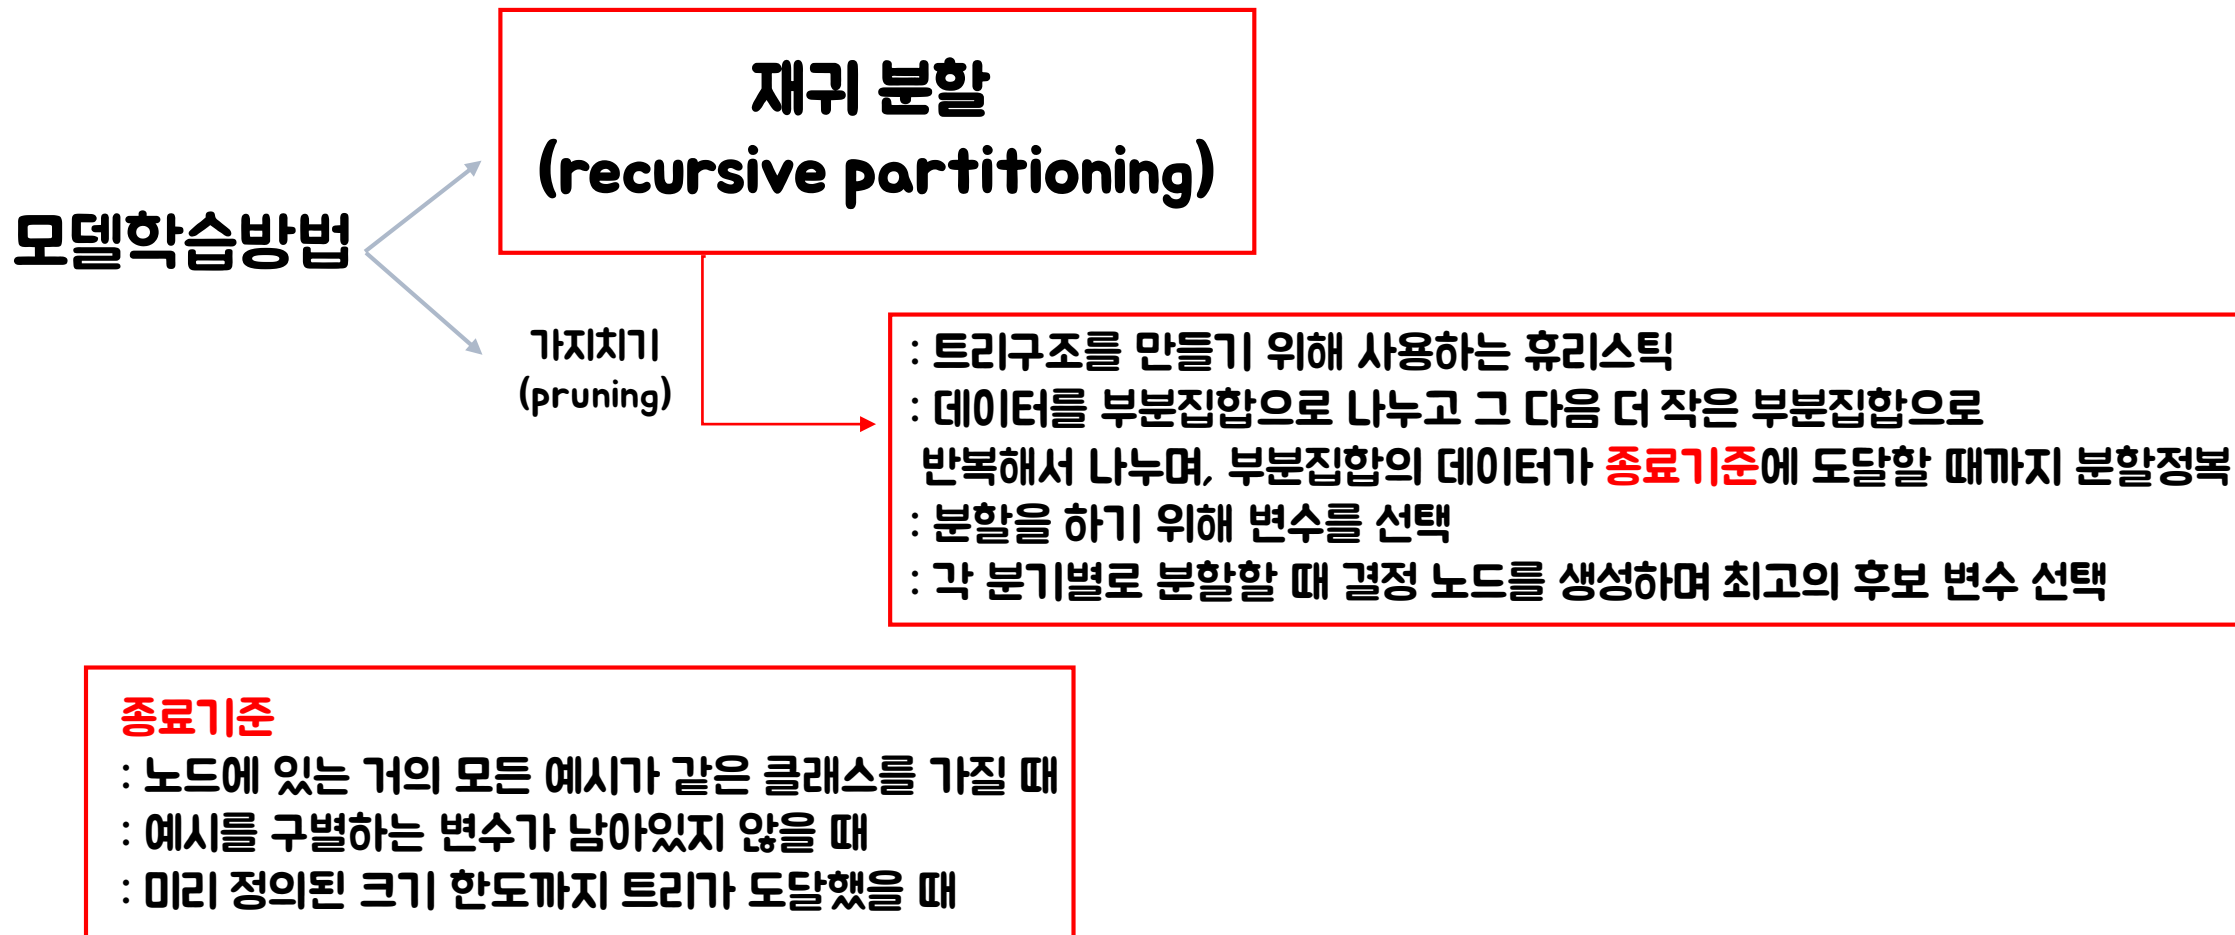 재귀 분할
(recursive partitioning)
모델학습방법
가지치기
(pruning)
: 트리구조를 만들기 위해 사용하는 휴리스틱
: 데이터를 부분집합으로 나누고 그 다음 더 작은 부분집합으로
반복해서 나누며, 부분집합의 데이터가 종료기준에 도달할 때까지 분할정복
: 분할을 하기 위해 변수를 선택
: 각 분기별로 분할할 때 결정 노드를 생성하며 최고의 후보 변수 선택
종료기준
: 노드에 있는 거의 모든 예시가 같은 클래스를 가질 때
: 예시를 구별하는 변수가 남아있지 않을 때
: 미리 정의된 크기 한도까지 트리가 도달했을 때